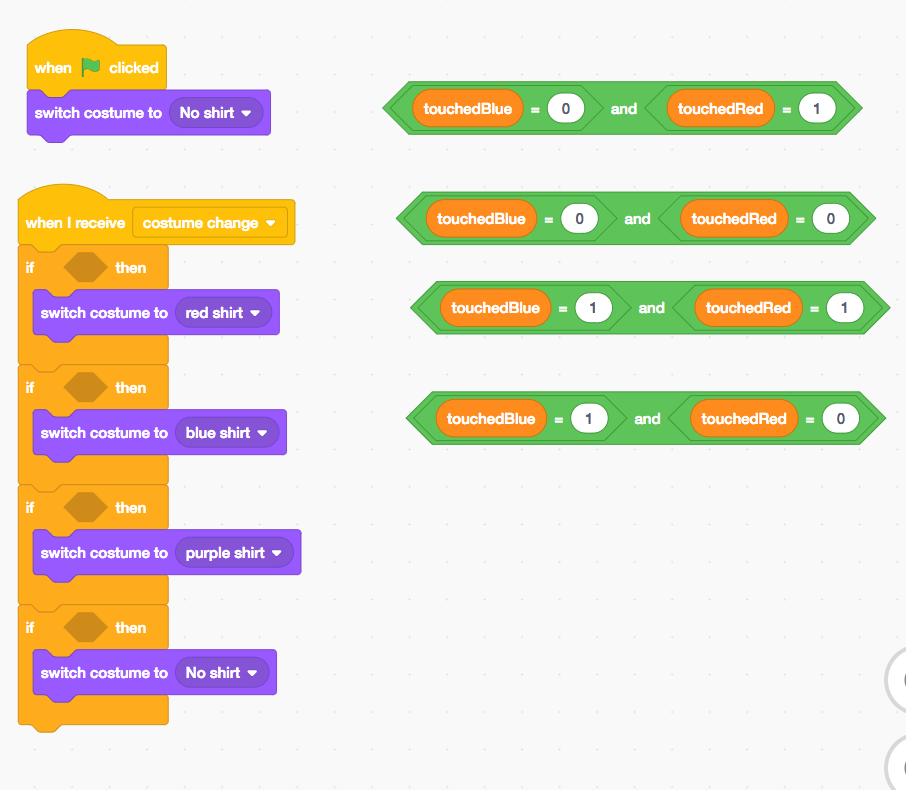 when clicked
switch costume to No shirt
touchedBlue = 0 and touchedRed = 1
when I receive costume change
touchedBlue = 0 and touchedRed = 0
if then
switch costume to red shirt
touchedBlue = 1 and touchedRed = 1
if then
switch costume to blue shirt
touchedBlue = 1 and touchedRed = 0
if then
switch costume to purple shirt
if then
switch costume to No shirt